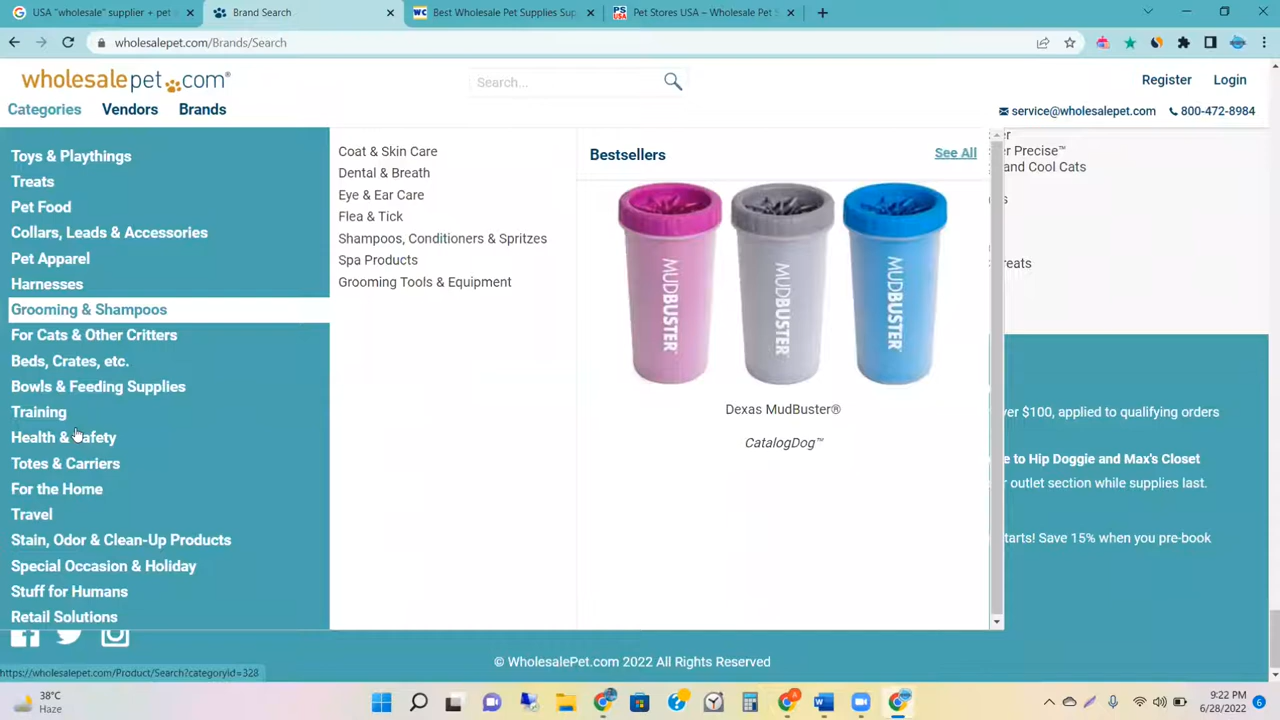 USA "wholesale" supplier + pet
Brand Search
Best Wholesale Pet Supplies Sup
Pet Stores USA – Wholesale Pet S
wholesalepet.com/Brands/Search
wholesalepet.com®
Search...
Register
Login
Categories
Vendors
Brands
service@wholesalepet.com
800-472-8984
Toys & Playthings
Treats
Pet Food
Collars, Leads & Accessories
Pet Apparel
Harnesses
Grooming & Shampoos
For Cats & Other Critters
Beds, Crates, etc.
Bowls & Feeding Supplies
Training
Health & Safety
Totes & Carriers
For the Home
Travel
Stain, Odor & Clean-Up Products
Special Occasion & Holiday
Stuff for Humans
Retail Solutions
Coat & Skin Care
Dental & Breath
Eye & Ear Care
Flea & Tick
Shampoos, Conditioners & Spritzes
Spa Products
Grooming Tools & Equipment
Bestsellers
See All
MUDBUSTER
MUDBUSTER
MUDBUSTER
Dexas MudBuster®
CatalogDog™
er
er Precise™
and Cool Cats
s
reats
ver $100, applied to qualifying orders
e to Hip Doggie and Max's Closet
r outlet section while supplies last.
tarts! Save 15% when you pre-book
© WholesalePet.com 2022 All Rights Reserved
https://wholesalepet.com/Product/Search?categoryid=328
38°C
Haze
9:22 PM
6/28/2022
6